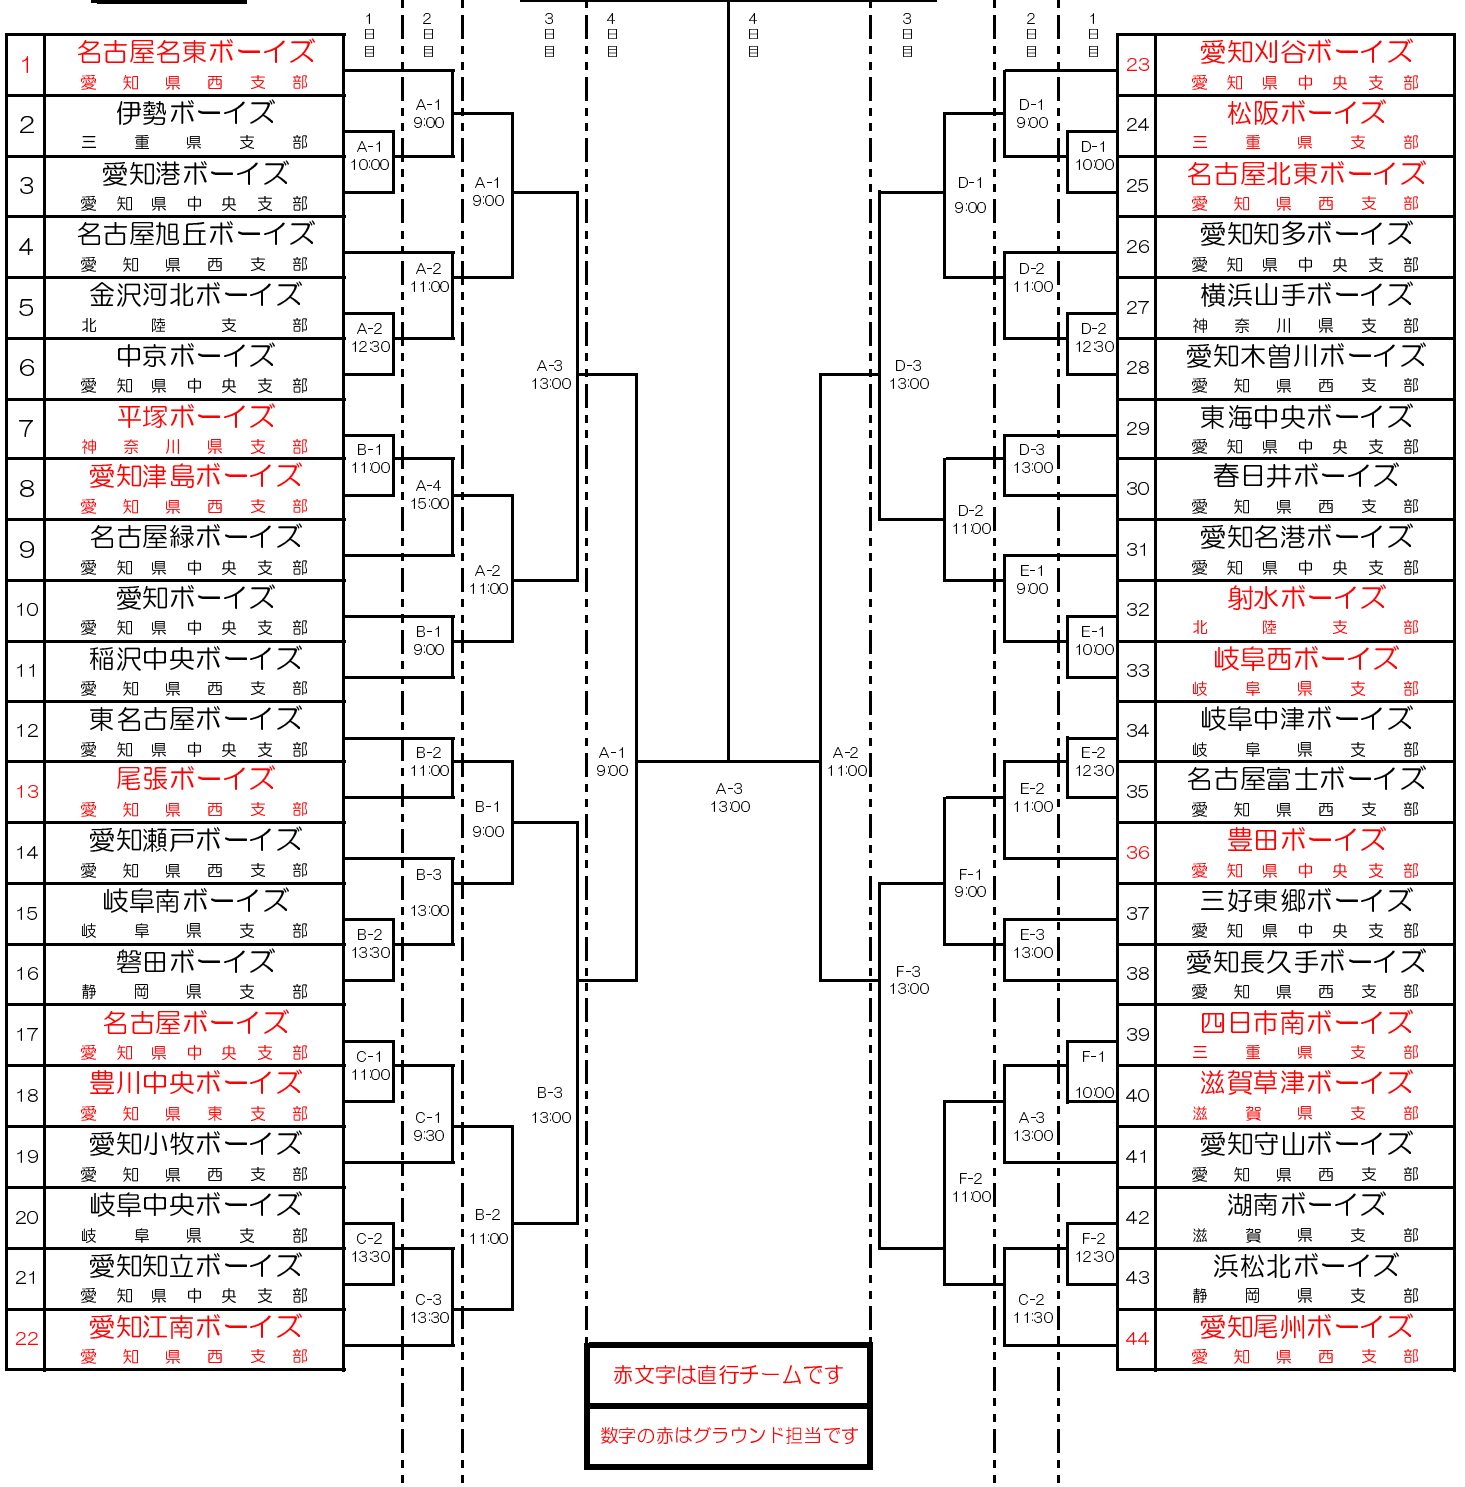 1日目
2日目
3日目
4日目
4日目
3日目
2日目
1日目
1
名古屋名東ボーイズ
愛知県西支部
2
伊勢ボーイズ
三重県支部
3
愛知港ボーイズ
愛知県中央支部
4
名古屋旭丘ボーイズ
愛知県西支部
5
金沢河北ボーイズ
北陸支部
6
中京ボーイズ
愛知県中央支部
7
平塚ボーイズ
神奈川県支部
8
愛知津島ボーイズ
愛知県西支部
9
名古屋緑ボーイズ
愛知県中央支部
10
愛知ボーイズ
愛知県中央支部
11
稲沢中央ボーイズ
愛知県西支部
12
東名古屋ボーイズ
愛知県中央支部
13
尾張ボーイズ
愛知県西支部
14
愛知瀬戸ボーイズ
愛知県西支部
15
岐阜南ボーイズ
岐阜県支部
16
磐田ボーイズ
静岡県支部
17
名古屋ボーイズ
愛知県中央支部
18
豊川中央ボーイズ
愛知県東支部
19
愛知小牧ボーイズ
愛知県西支部
20
岐阜中央ボーイズ
岐阜県支部
21
愛知知立ボーイズ
愛知県中央支部
22
愛知江南ボーイズ
愛知県西支部
A-1
10:00
A-2
12:30
B-1
11:00
B-2
13:30
C-1
11:00
C-2
13:30
A-1
9:00
A-2
11:00
A-4
15:00
B-1
9:00
B-2
11:00
B-3
13:00
C-1
9:30
C-3
13:30
A-1
9:00
A-2
11:00
B-1
9:00
B-2
11:00
A-3
13:00
B-3
13:00
A-1
9:00
A-3
13:00
A-2
11:00
D-3
13:00
F-3
13:00
D-1
9:00
D-2
11:00
F-1
9:00
F-2
11:00
D-1
9:00
D-2
11:00
D-3
13:00
E-1
9:00
E-2
11:00
E-3
13:00
A-3
13:00
C-2
11:30
D-1
10:00
D-2
12:30
E-1
10:00
E-2
12:30
F-1
10:00
F-2
12:30
23
愛知刈谷ボーイズ
愛知県中央支部
24
松阪ボーイズ
三重県支部
25
名古屋北東ボーイズ
愛知県西支部
26
愛知知多ボーイズ
愛知県中央支部
27
横浜山手ボーイズ
神奈川県支部
28
愛知木曽川ボーイズ
愛知県西支部
29
東海中央ボーイズ
愛知県中央支部
30
春日井ボーイズ
愛知県西支部
31
愛知名港ボーイズ
愛知県中央支部
32
射水ボーイズ
北陸支部
33
岐阜西ボーイズ
岐阜県支部
34
岐阜中津ボーイズ
岐阜県支部
35
名古屋富士ボーイズ
愛知県西支部
36
豊田ボーイズ
愛知県中央支部
37
三好東郷ボーイズ
愛知県中央支部
38
愛知長久手ボーイズ
愛知県西支部
39
四日市南ボーイズ
三重県支部
40
滋賀草津ボーイズ
滋賀県支部
41
愛知守山ボーイズ
愛知県西支部
42
湖南ボーイズ
滋賀県支部
43
浜松北ボーイズ
静岡県支部
44
愛知尾州ボーイズ
愛知県西支部
赤文字は直行チームです
数字の赤はグラウンド担当です